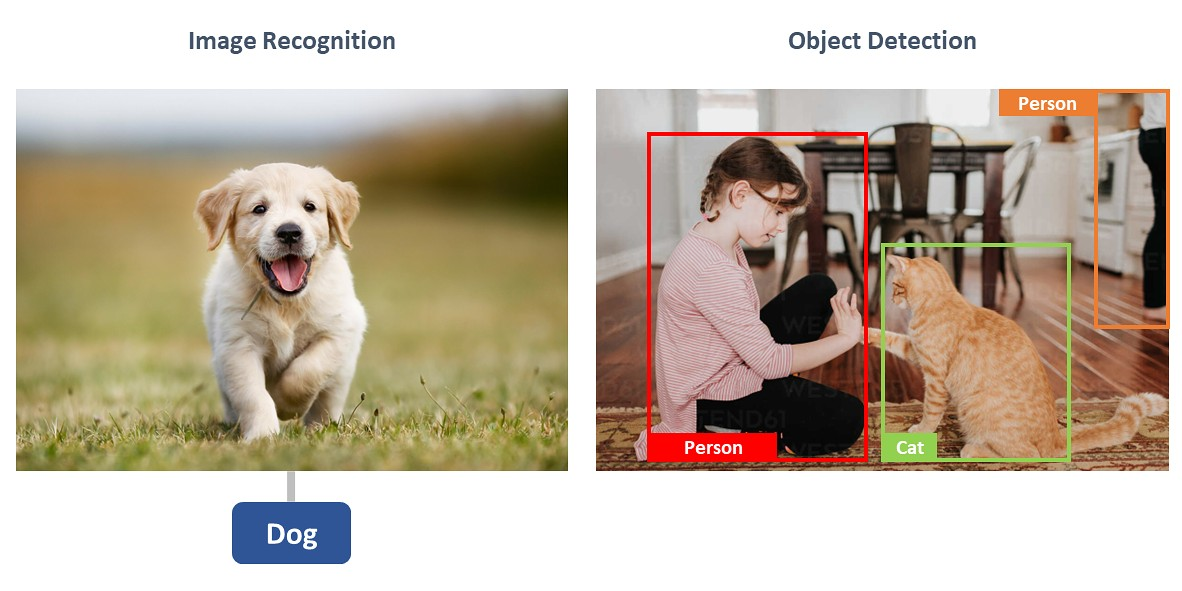 Image Recognition
Object Detection
Person
Person
Cat
Dog